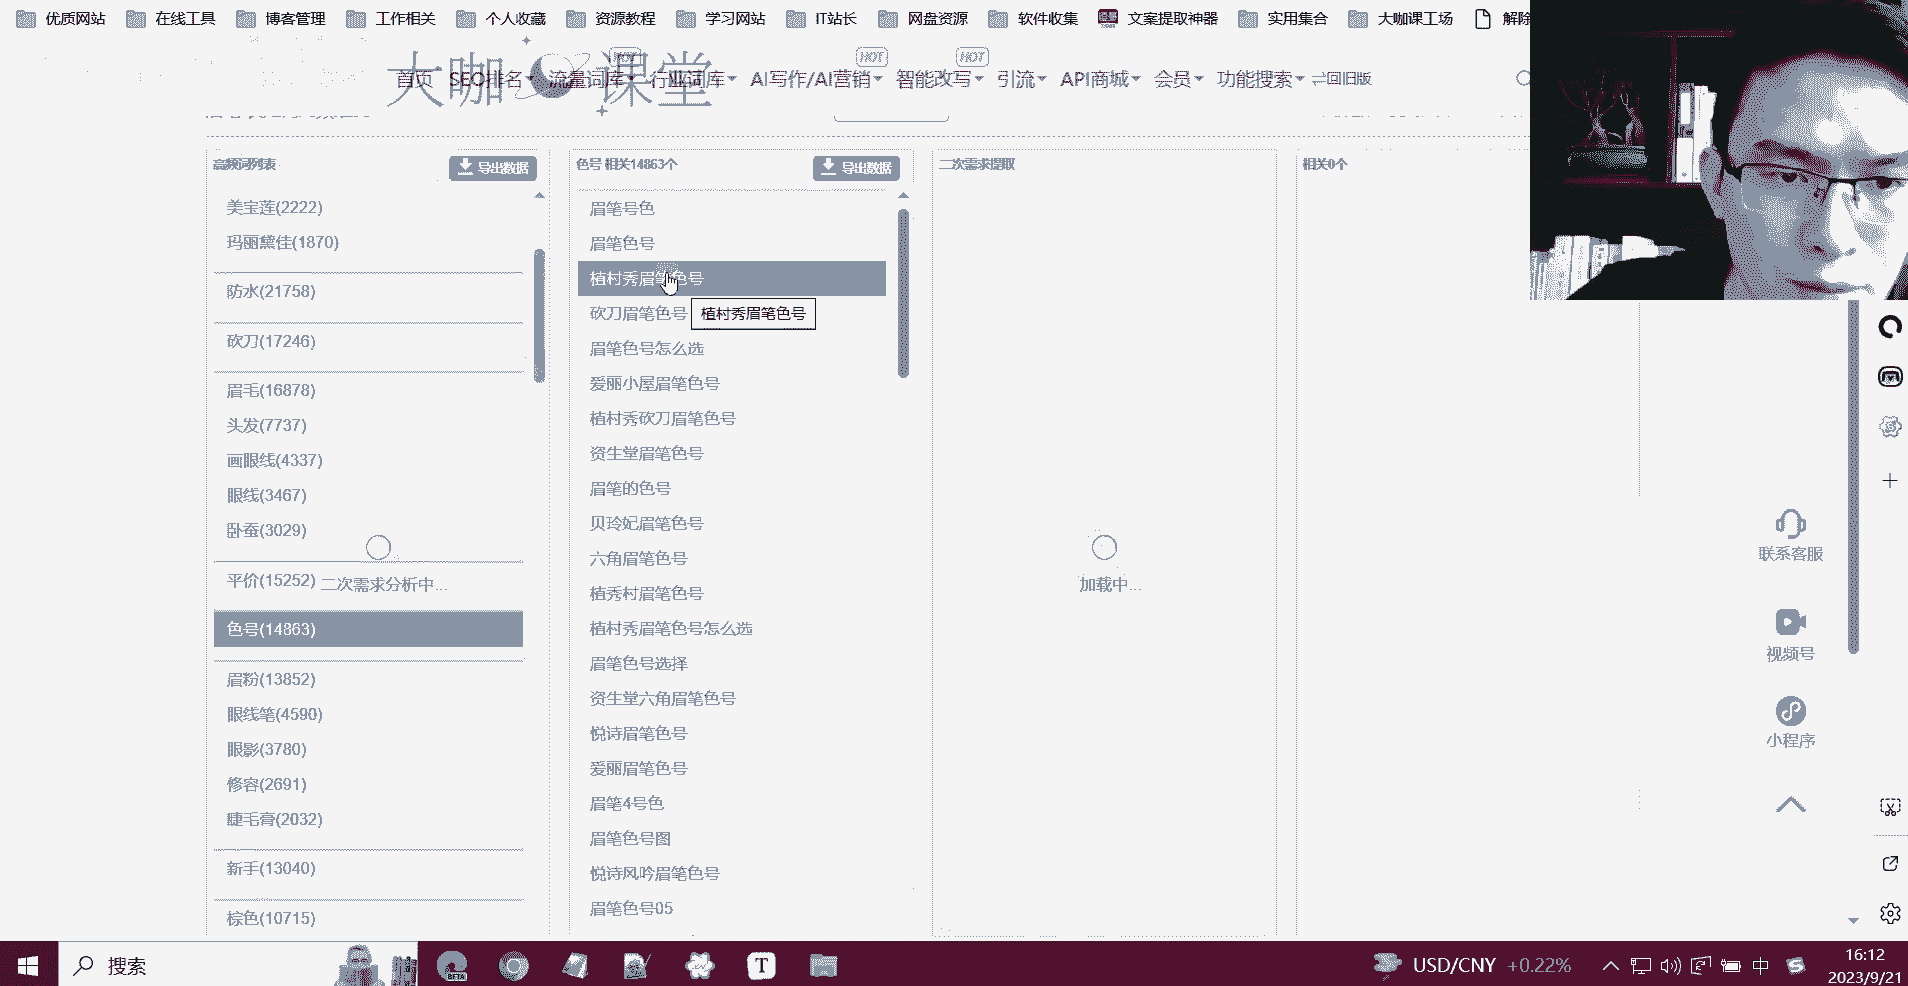 优质网站 在线工具 博客管理 工作相关 个人收藏 资源教程 学习网站 IT站长 网盘资源 软件收集 文案提取神器 实用集合 大咖课工场 解除
大咖 课堂
HOT HOT HOT
首页 SEO排名 流量词库 行业词库 AI写作/AI营销 智能改写 引流 API商城 会员 功能搜索 回旧版
高频词列表 导出数据
美宝莲(2222)
玛丽黛佳(1870)
防水(21758)
砍刀(17246)
眉毛(16878)
头发(7737)
画眼线(4337)
眼线(3467)
卧蚕(3029)
平价(15252)
二次需求分析中...
色号(14863)
眉粉(13852)
眼线笔(4590)
眼影(3780)
修容(2691)
睫毛膏(2032)
新手(13040)
棕色(10715)
色号 相关14863个 导出数据
眉笔号色
眉笔色号
植村秀眉笔色号
砍刀眉笔色号
植村秀眉笔色号
眉笔色号怎么选
爱丽小屋眉笔色号
植村秀砍刀眉笔色号
资生堂眉笔色号
眉笔的色号
贝玲妃眉笔色号
六角眉笔色号
植秀村眉笔色号
植村秀眉笔色号怎么选
眉笔色号选择
资生堂六角眉笔色号
悦诗眉笔色号
爱丽眉笔色号
眉笔4号色
眉笔色号图
悦诗风吟眉笔色号
眉笔色号05
二次需求提取
加载中...
相关0个
联系客服
视频号
小程序
搜索
BETA
T
USD/CNY +0.22%
中
16:12
2023/9/21